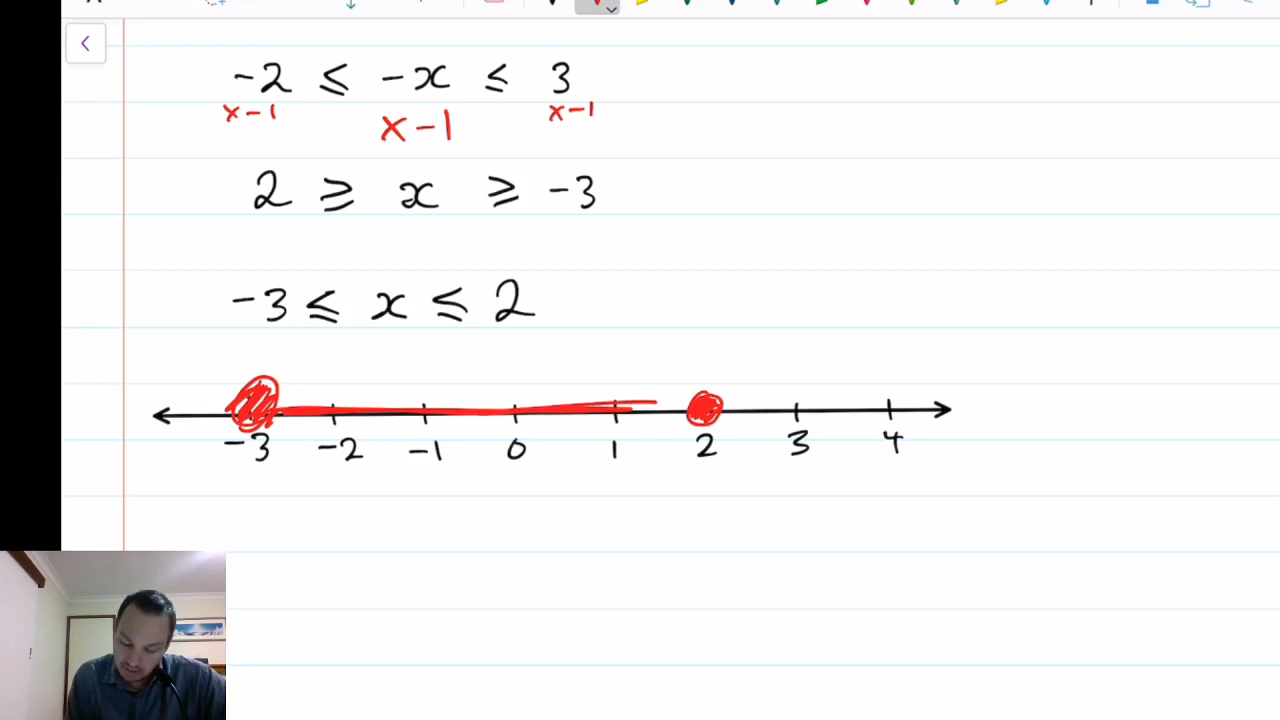 -2 ≤ -x ≤ 3
x-1 x-1 x-1
2 ≥ x ≥ -3
-3 ≤ x ≤ 2
-3 -2 -1 0 1 2 3 4